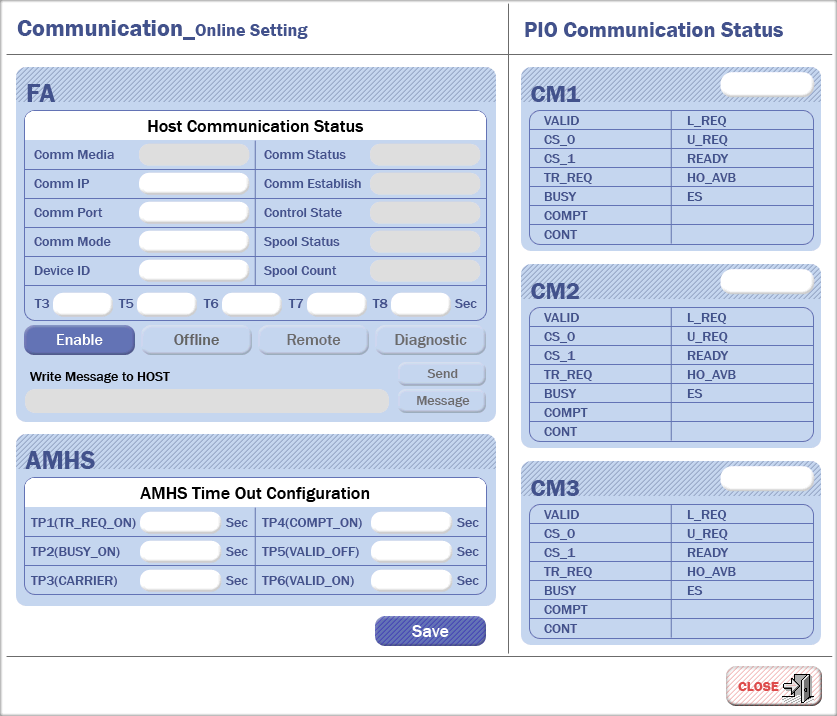 Communication_Online Setting
FA
Host Communication Status
Comm Media Comm Status
Comm IP Comm Establish
Comm Port Control State
Comm Mode Spool Status
Device ID Spool Count
T3 T5 T6 T7 T8 Sec
Enable Offline Remote Diagnostic
Write Message to HOST Send
Message
AMHS
AMHS Time Out Configuration
TP1(TR_REQ_ON) Sec TP4(COMPT_ON) Sec
TP2(BUSY_ON) Sec TP5(VALID_OFF) Sec
TP3(CARRIER) Sec TP6(VALID_ON) Sec
Save
PIO Communication Status
CM1
VALID L_REQ
CS_0 U_REQ
CS_1 READY
TR_REQ HO_AVB
BUSY ES
COMPT
CONT
CM2
VALID L_REQ
CS_0 U_REQ
CS_1 READY
TR_REQ HO_AVB
BUSY ES
COMPT
CONT
CM3
VALID L_REQ
CS_0 U_REQ
CS_1 READY
TR_REQ HO_AVB
BUSY ES
COMPT
CONT
CLOSE